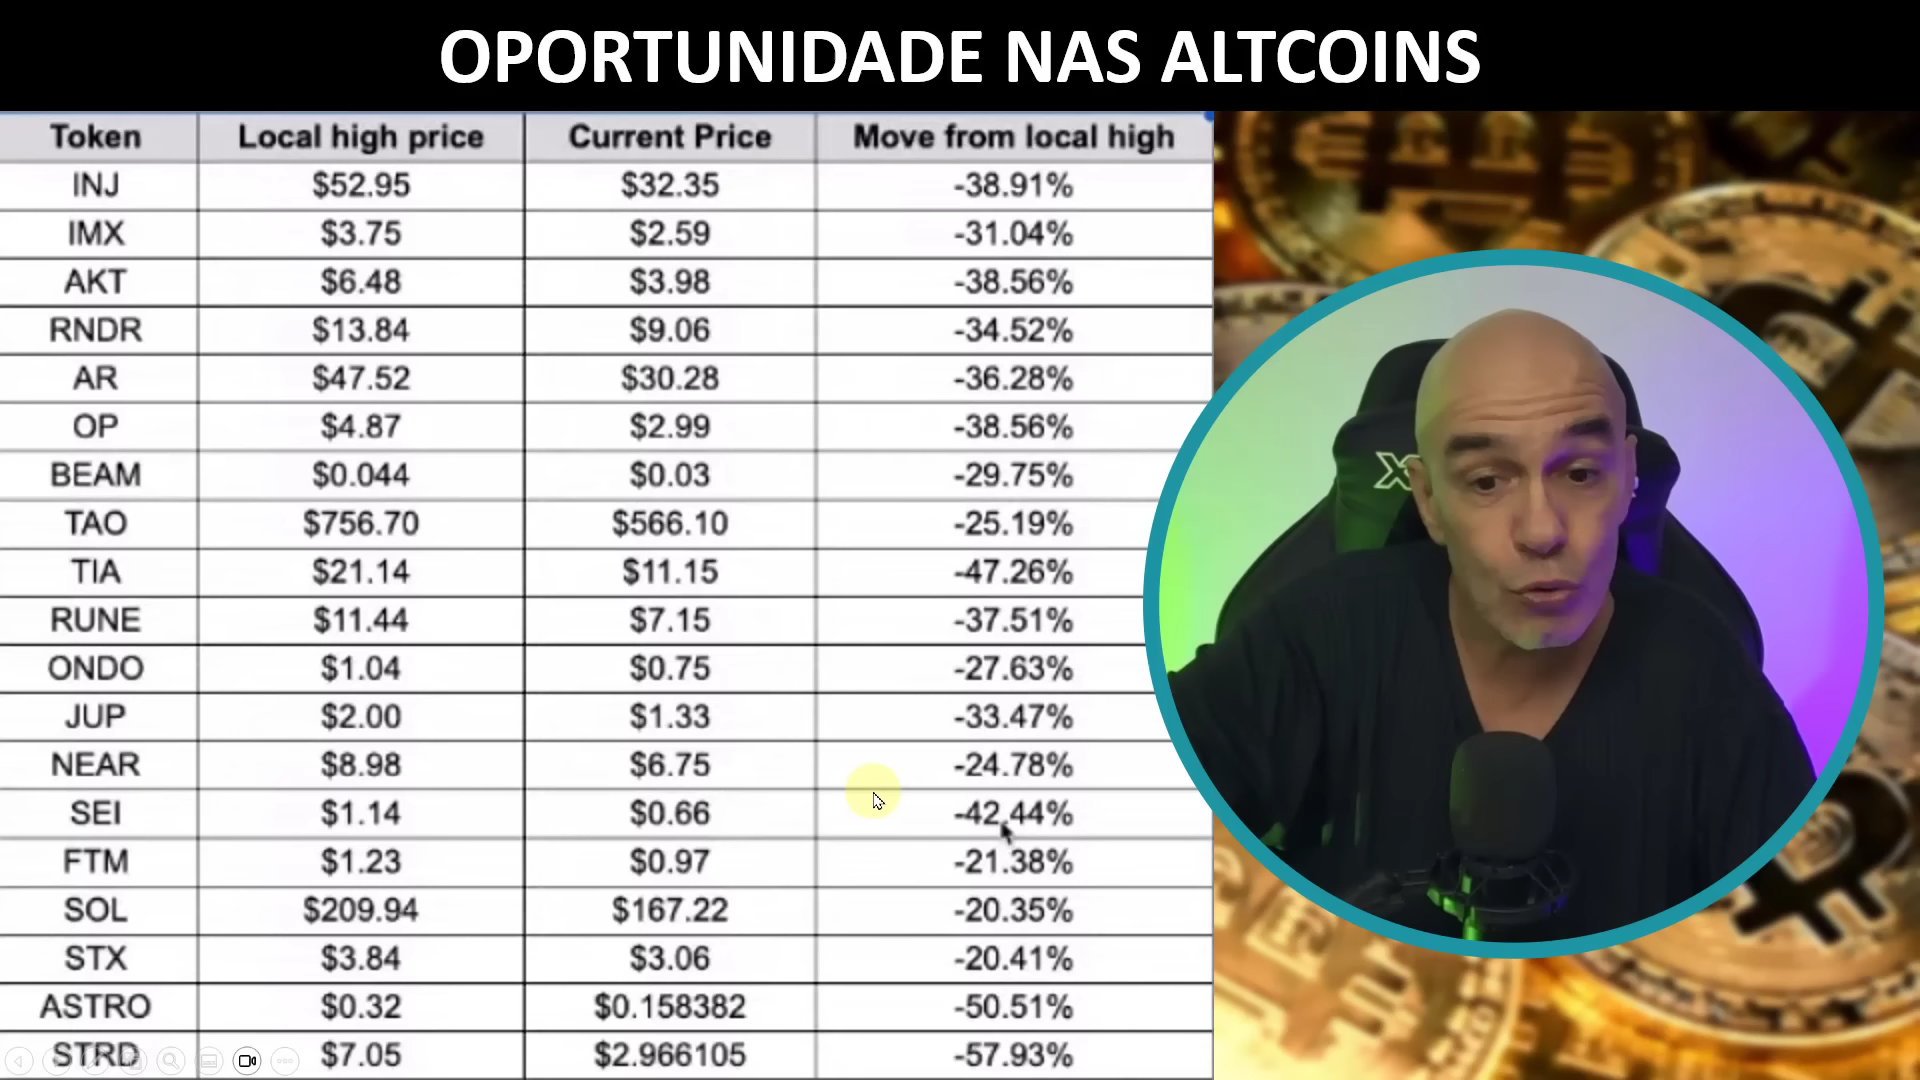 OPORTUNIDADE NAS ALTCOINS
Token Local high price Current Price Move from local high
INJ $52.95 $32.35 -38.91%
IMX $3.75 $2.59 -31.04%
AKT $6.48 $3.98 -38.56%
RNDR $13.84 $9.06 -34.52%
AR $47.52 $30.28 -36.28%
OP $4.87 $2.99 -38.56%
BEAM $0.044 $0.03 -29.75%
TAO $756.70 $566.10 -25.19%
TIA $21.14 $11.15 -47.26%
RUNE $11.44 $7.15 -37.51%
ONDO $1.04 $0.75 -27.63%
JUP $2.00 $1.33 -33.47%
NEAR $8.98 $6.75 -24.78%
SEI $1.14 $0.66 -42.44%
FTM $1.23 $0.97 -21.38%
SOL $209.94 $167.22 -20.35%
STX $3.84 $3.06 -20.41%
ASTRO $0.32 $0.158382 -50.51%
STRD $7.05 $2.966105 -57.93%